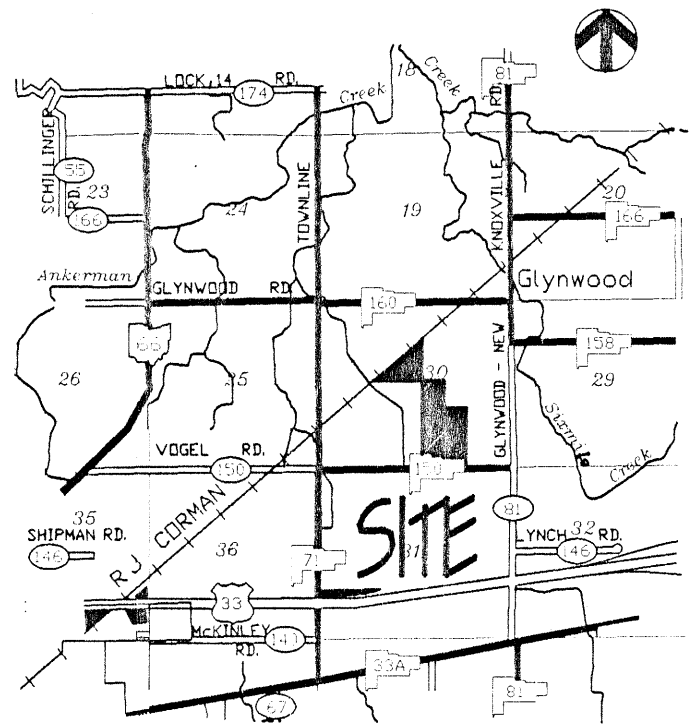 81
LOCK 14 RD.
174
18
Creek
Creek
SCHILLINGER RD.
55
23
166
24
TOWNLINE
19
KNOXVILLE RD.
20
166
Ankerman
GLYNWOOD RD.
160
Glynwood
66
158
26
25
30
29
GLYNWOOD - NEW
VOGEL RD.
150
150
Sixmile
Creek
35
SHIPMAN RD.
146
R J CORMAN
36
SITE
31
81
32
LYNCH RD.
146
71
33
McKINLEY RD.
143
33A
81
67